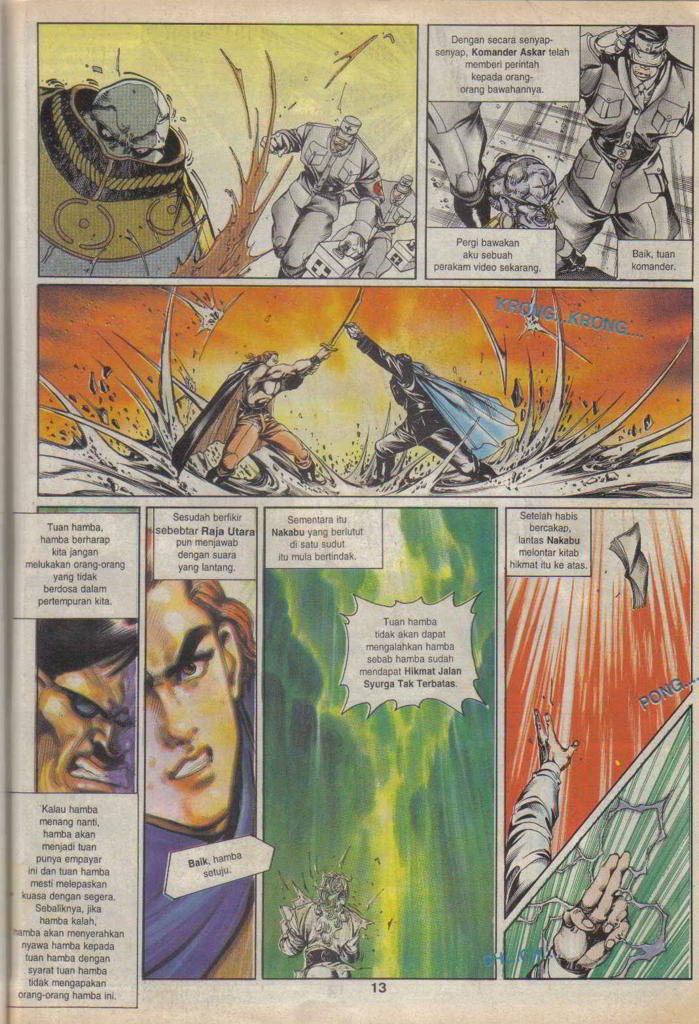 Dengan secara senyap-
senyap, Komander Askar telah
memberi perintah
kepada orang-
orang bawahannya.
Pergi bawakan
aku sebuah
perakam video sekarang.
Baik, tuan
komander.
KRONG..KRONG....
Tuan hamba,
hamba berharap
kita jangan
melukakan orang-orang
yang tidak
berdosa dalam
pertempuran kita.
Kalau hamba
menang nanti,
hamba akan
menjadi tuan
punya empayar
ini dan tuan hamba
mesti melepaskan
kuasa dengan segera.
Sebaliknya, jika
hamba kalah,
hamba akan menyerahkan
nyawa hamba kepada
tuan hamba dengan
syarat tuan hamba
tidak mengapakan
orang-orang hamba ini.
Sesudah berfikir
sebebtar Raja Utara
pun menjawab
dengan suara
yang lantang.
Baik, hamba
setuju.
Sementara itu
Nakabu yang berlutut
di satu sudut
itu mula bertindak.
Tuan hamba
tidak akan dapat
mengalahkan hamba
sebab hamba sudah
mendapat Hikmat Jalan
Syurga Tak Terbatas.
Setelah habis
bercakap,
lantas Nakabu
melontar kitab
hikmat itu ke atas.
PONG....
13